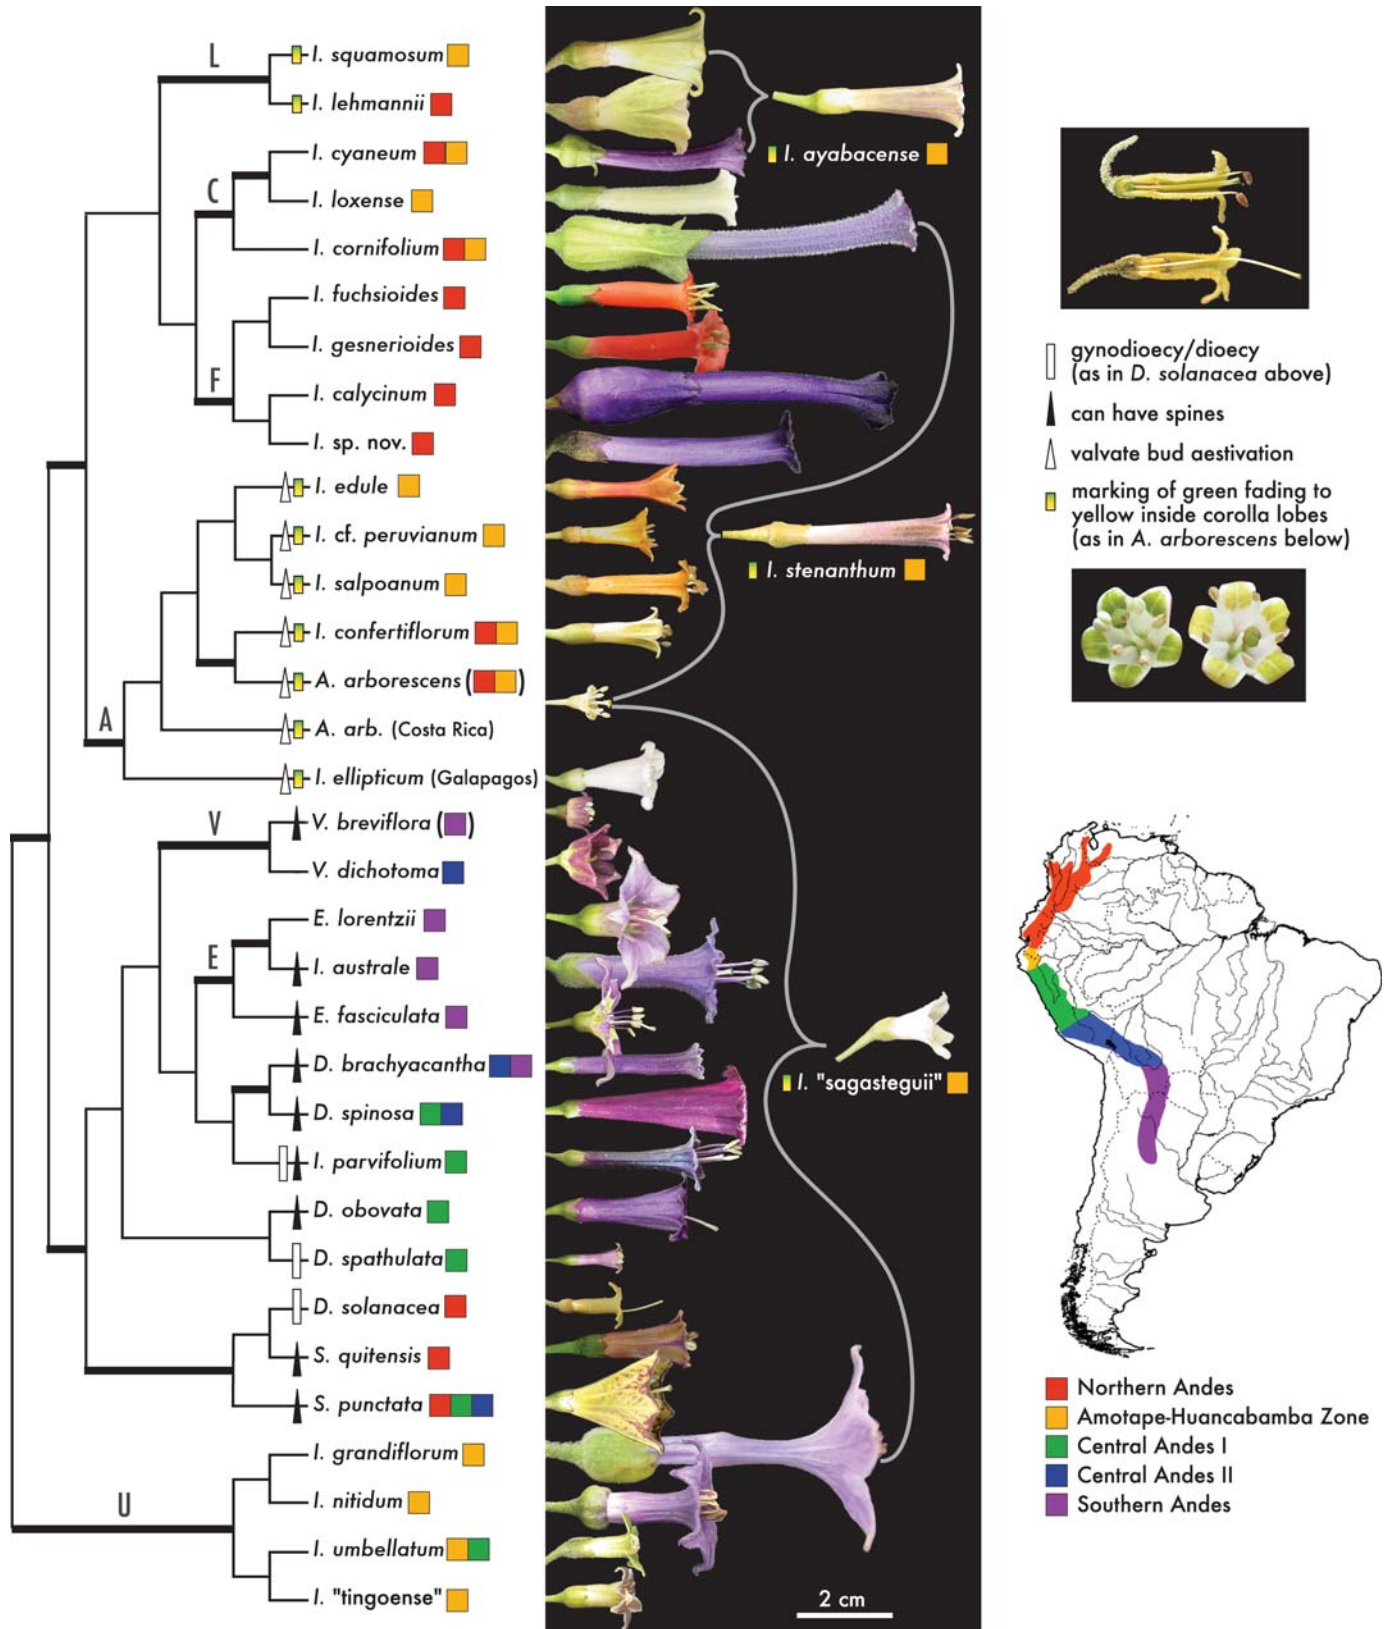 L
I. squamosum
I. lehmannii
I. cyaneum
C
I. loxense
I. cornifolium
I. fuchsioides
I. gesnerioides
F
I. calycinum
I. sp. nov.
I. edule
I. cf. peruvianum
I. salpoanum
I. confertiflorum
A. arborescens ( )
A
A. arb. (Costa Rica)
I. ellipticum (Galapagos)
V
V. breviflora ( )
V. dichotoma
E. lorentzii
E
I. australe
E. fasciculata
D. brachyacantha
D. spinosa
I. parvifolium
D. obovata
D. spathulata
D. solanacea
S. quitensis
S. punctata
I. grandiflorum
U
I. nitidum
I. umbellatum
I. "tingoense"
I. ayabacense
I. stenanthum
I. "sagasteguii"
2 cm
gynodioecy/dioecy
(as in D. solanacea above)
can have spines
valvate bud aestivation
marking of green fading to
yellow inside corolla lobes
(as in A. arborescens below)
Northern Andes
Amotape-Huancabamba Zone
Central Andes I
Central Andes II
Southern Andes